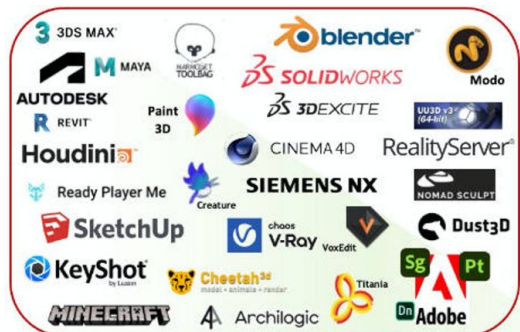 3DS MAX
MAYA
MARMOSET
TOOLBAG
blender™
Modo
AUTODESK
R REVIT
Paint
3D
SOLIDWORKS
3DEXCITE
UU3D v3
(64-bit)
Houdini
CINEMA 4D
RealityServer®
Ready Player Me
Creature
SIEMENS NX
NOMAD SCULPT
SketchUp
chaos
V-Ray
VoxEdit
Dust3D
KeyShot
by Luxion
Cheetah3d
model - animate - render
Titania
Sg
Pt
Dn
Adobe
MINECRAFT
Archilogic